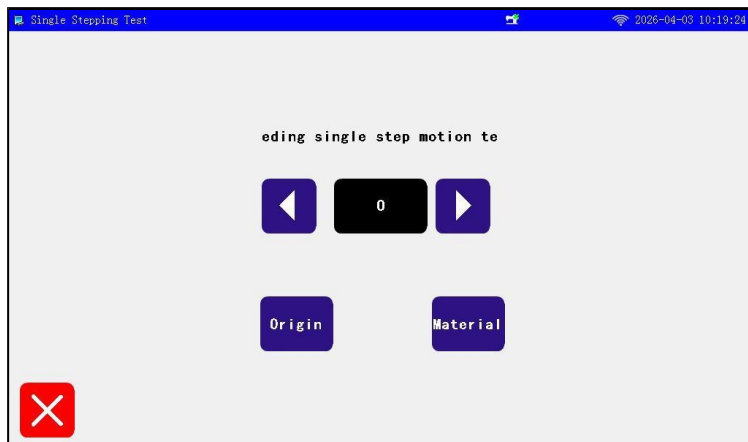 Single Stepping Test
2026-04-03 10:19:24
eding single step motion te
0
Origin
Material